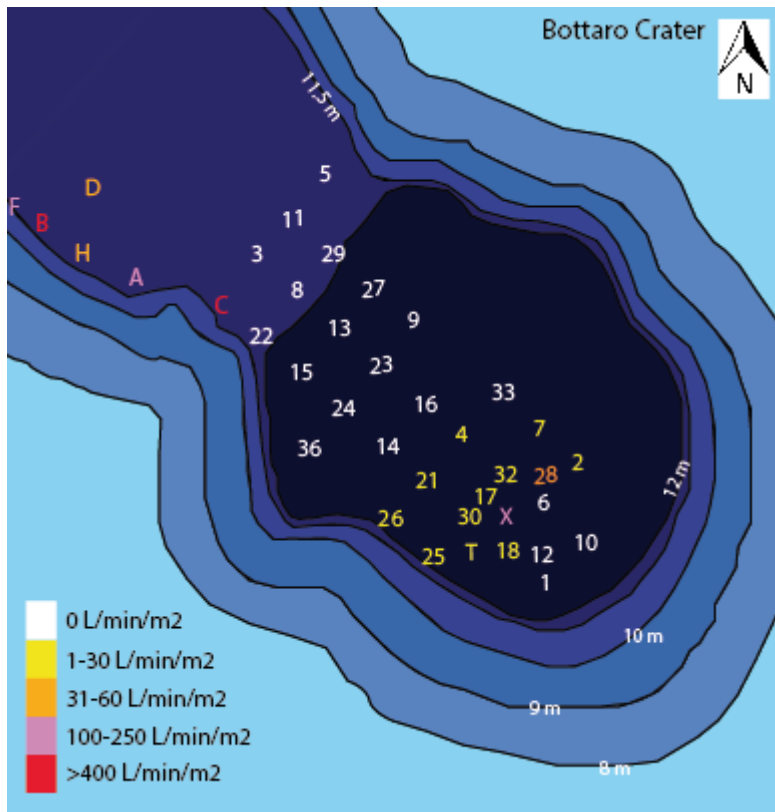 Bottaro Crater
N
11,5 m
5
D
F
B
11
H
3
29
A
8
27
C
9
22
13
15
23
33
24
16
4
7
36
14
2
21
32
28
17
6
26
30
X
10
25
T
18
12
1
12 m
10 m
9 m
8 m
0 L/min/m2
1-30 L/min/m2
31-60 L/min/m2
100-250 L/min/m2
>400 L/min/m2